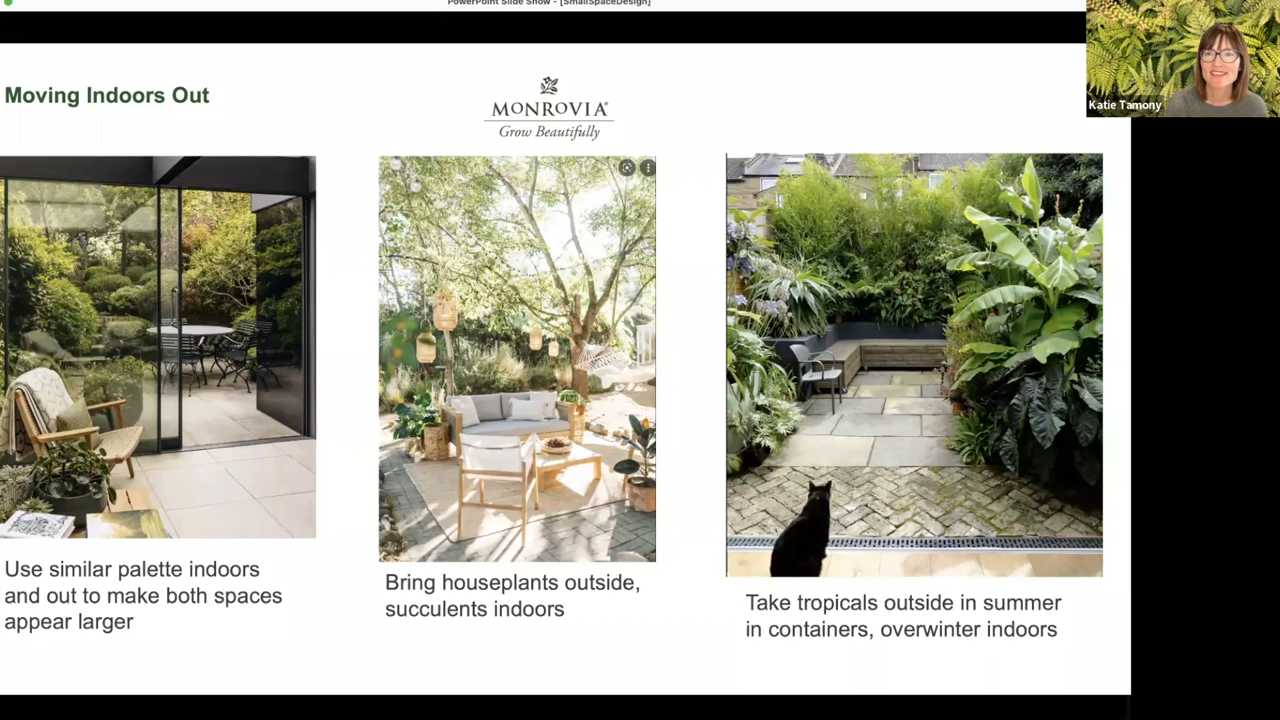 PowerPoint Slide Show - [SmallSpaceDesign]
Katie Tamony
Moving Indoors Out
MONROVIA®
Grow Beautifully
Use similar palette indoors
and out to make both spaces
appear larger
Bring houseplants outside,
succulents indoors
Take tropicals outside in summer
in containers, overwinter indoors